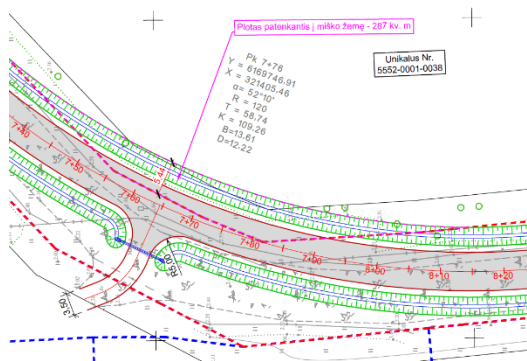 Plotas patenkantis į miško žemę - 287 kv. m
Unikalus Nr.
5552-0001-0038
Pk 7+76
Y = 6169746.91
X = 321405.46
α= 52°10'
R = 120
T = 58,74
K = 109.26
B=13.61
D=12.22
7+40
7+50
7+60
5.44
7+70
7+80
7+90
8+00
8+10
8+20
R5.00
3.50